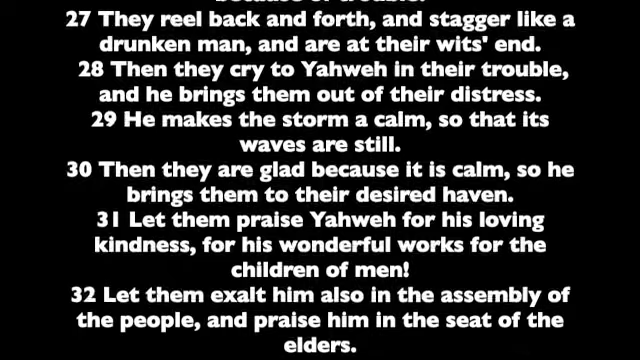 27 They reel back and forth, and stagger like a
drunken man, and are at their wits' end.
28 Then they cry to Yahweh in their trouble,
and he brings them out of their distress.
29 He makes the storm a calm, so that its
waves are still.
30 Then they are glad because it is calm, so he
brings them to their desired haven.
31 Let them praise Yahweh for his loving
kindness, for his wonderful works for the
children of men!
32 Let them exalt him also in the assembly of
the people, and praise him in the seat of the
elders.